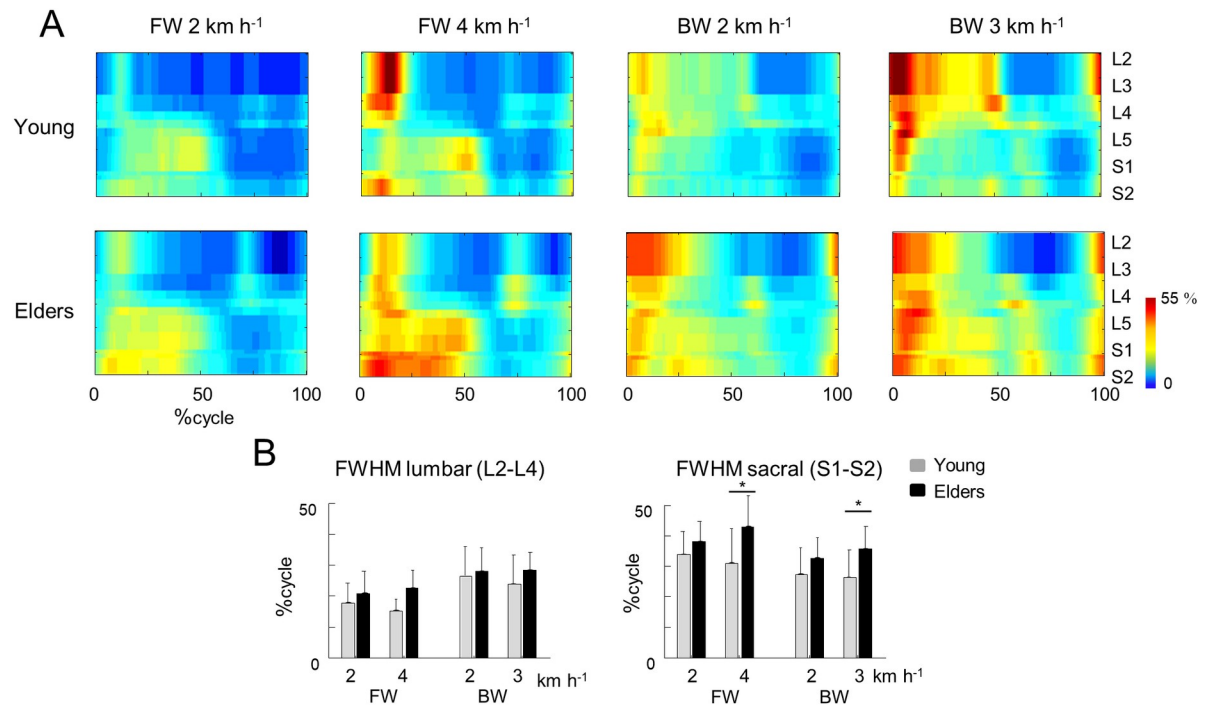 A
FW 2 km h-1
FW 4 km h-1
BW 2 km h-1
BW 3 km h-1
Young
L2
L3
L4
L5
S1
S2
Elders
L2
L3
L4
L5
S1
S2
55 %
0
0 50 100
0 50 100
0 50 100
0 50 100
%cycle
B
FWHM lumbar (L2-L4)
50
%cycle
0
2 4 2 3 km h-1
FW BW
FWHM sacral (S1-S2)
Young
Elders
* *
50
%cycle
0
2 4 2 3 km h-1
FW BW